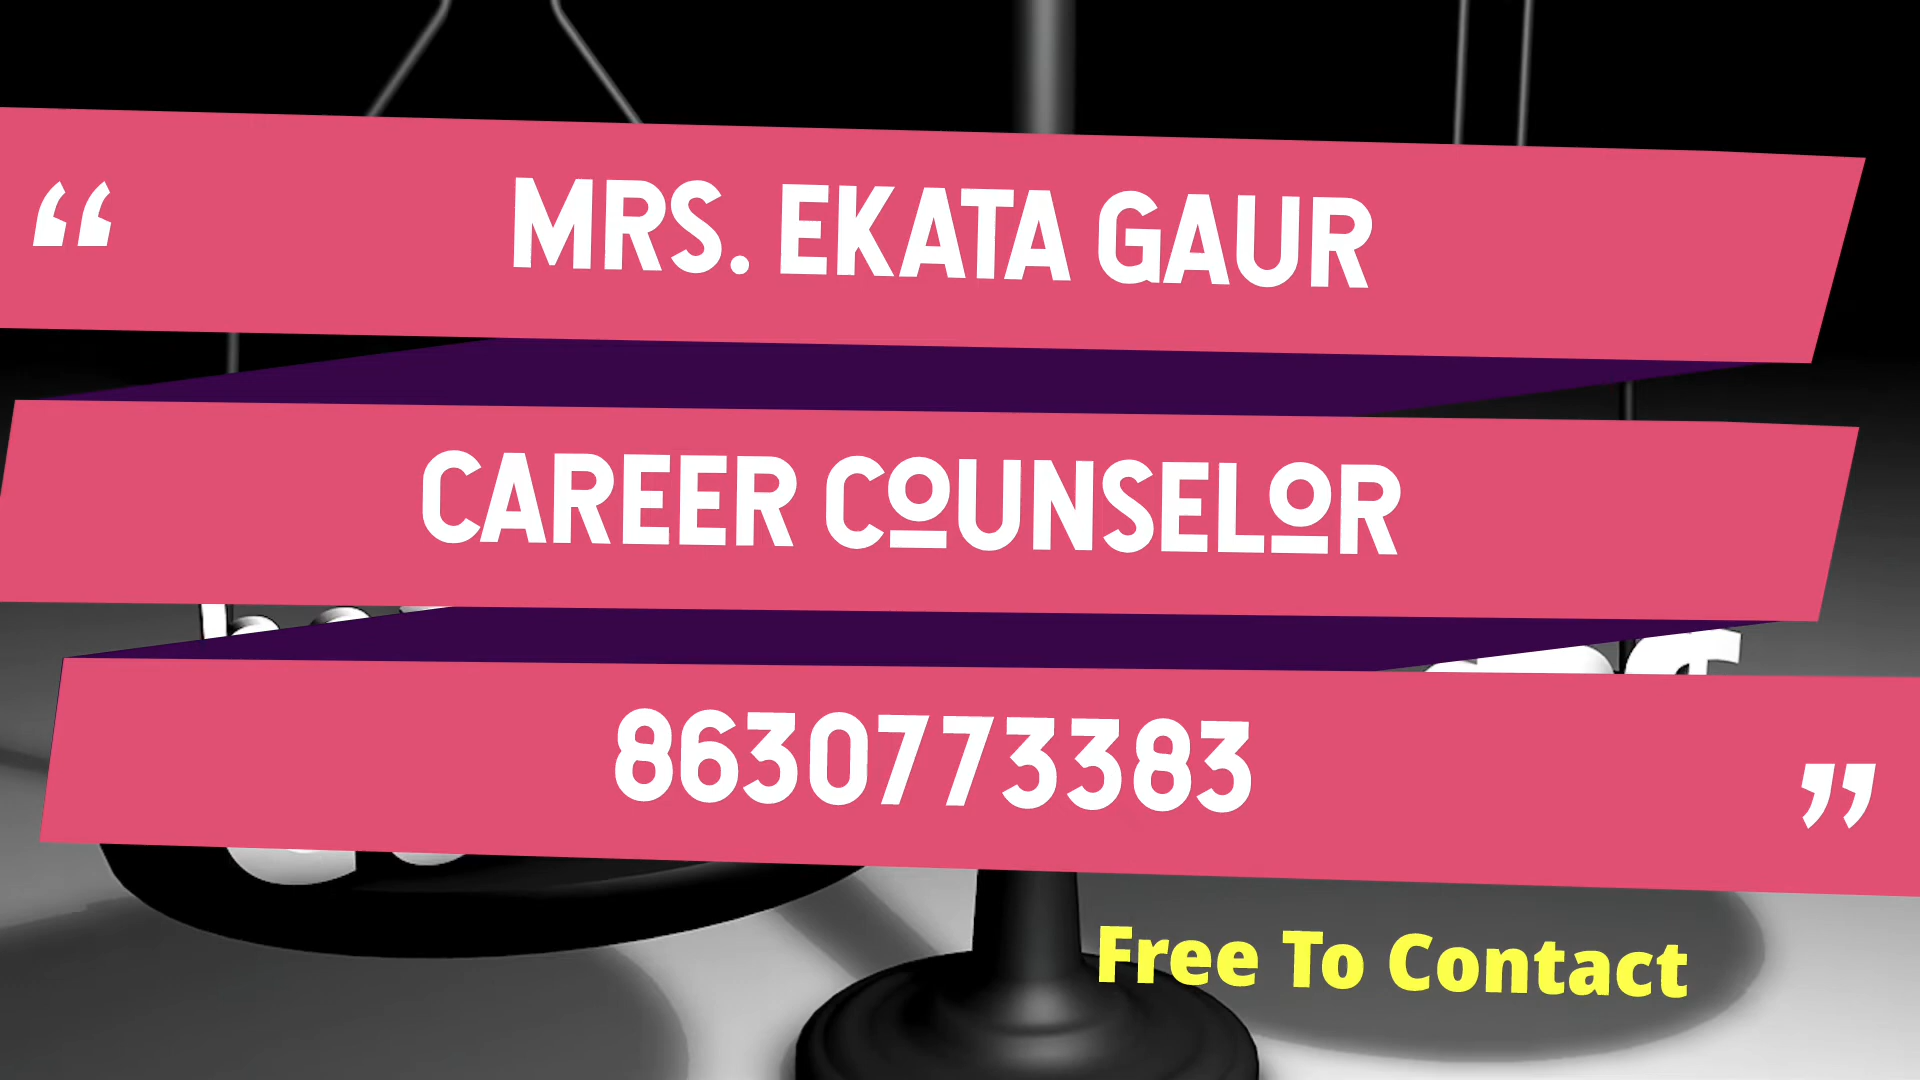 “
MRS. EKATA GAUR
CAREER COUNSELOR
8630773383
”
Free To Contact